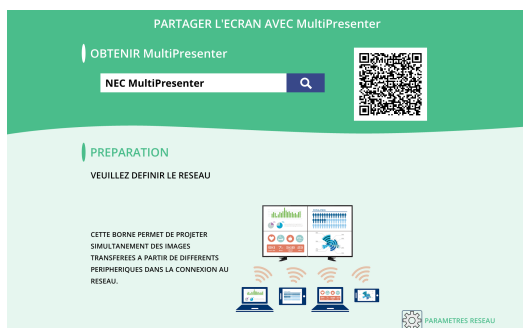 PARTAGER L'ECRAN AVEC MultiPresenter
OBTENIR MultiPresenter
NEC MultiPresenter
PREPARATION
VEUILLEZ DEFINIR LE RESEAU
CETTE BORNE PERMET DE PROJETER
SIMULTANEMENT DES IMAGES
TRANSFEREES A PARTIR DE DIFFERENTS
PERIPHERIQUES DANS LA CONNEXION AU
RESEAU.
PARAMETRES RESEAU